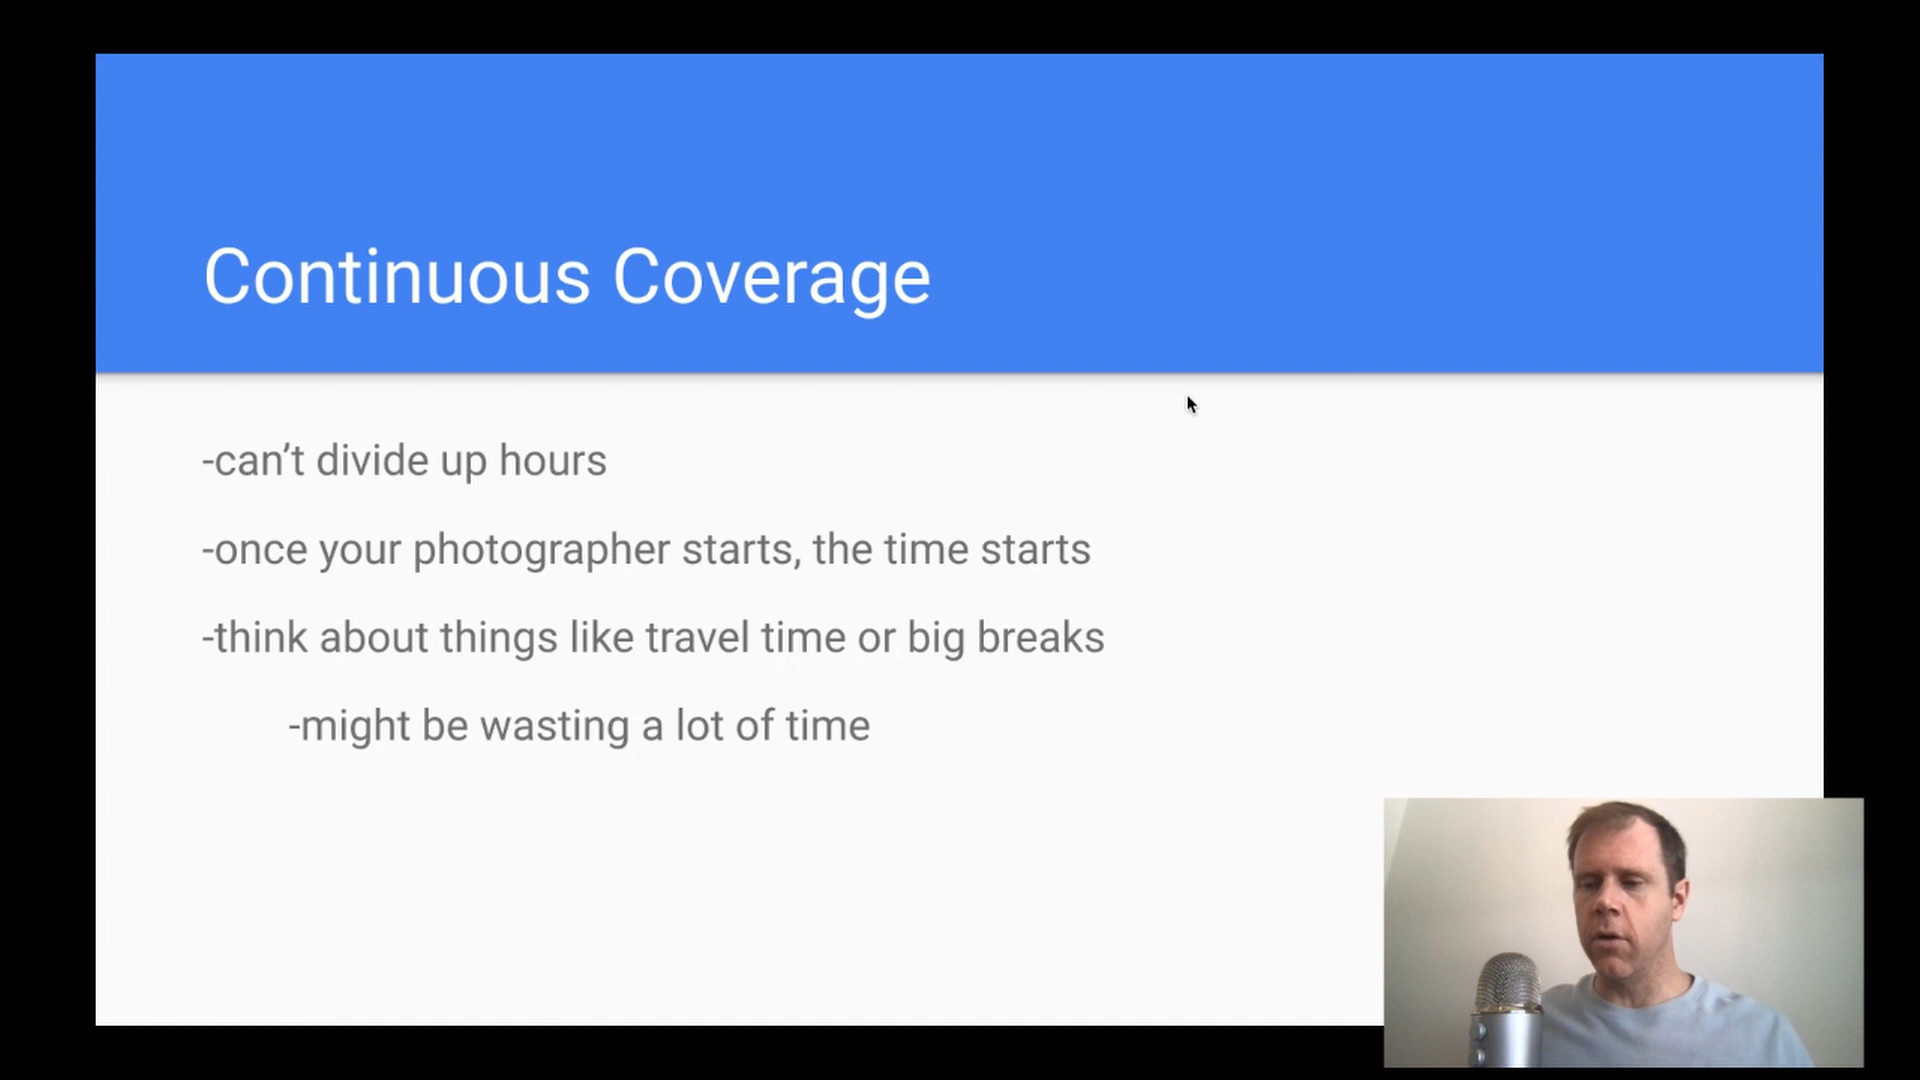 Continuous Coverage
-can’t divide up hours
-once your photographer starts, the time starts
-think about things like travel time or big breaks
-might be wasting a lot of time